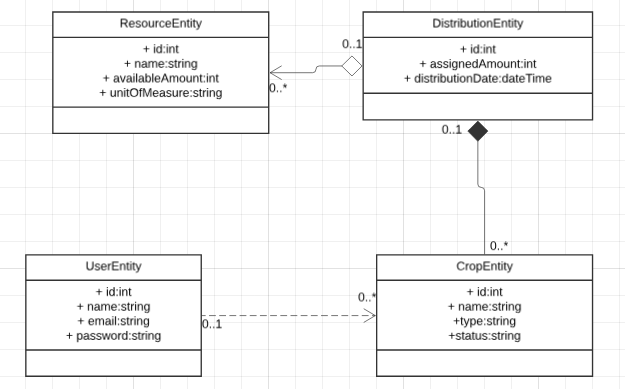 ResourceEntity
+ id:int
+ name:string
+ availableAmount:int
+ unitOfMeasure:string
DistributionEntity
+ id:int
+ assignedAmount:int
+ distributionDate:dateTime
0..1
0..*
0..1
0..*
UserEntity
+ id:int
+ name:string
+ email:string
+ password:string
0..1
0..*
CropEntity
+ id:int
+ name:string
+type:string
+status:string